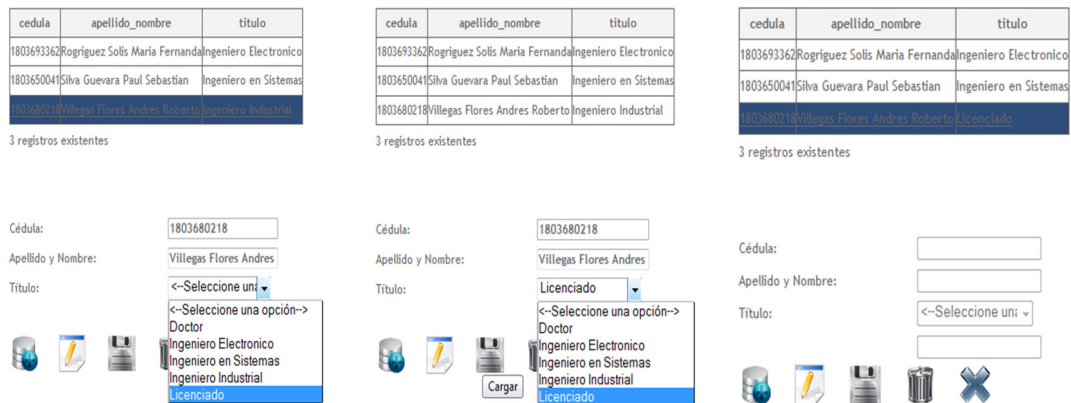 cedula apellido_nombre titulo
1803693362 Rogriguez Solis Maria Fernanda Ingeniero Electronico
1803650041 Silva Guevara Paul Sebastian Ingeniero en Sistemas
1803680218 Villegas Flores Andres Roberto Ingeniero Industrial
3 registros existentes
Cédula: 1803680218
Apellido y Nombre: Villegas Flores Andres
Título: <--Seleccione una
<--Seleccione una opción-->
Doctor
Ingeniero Electronico
Ingeniero en Sistemas
Ingeniero Industrial
Licenciado
cedula apellido_nombre titulo
1803693362 Rogriguez Solis Maria Fernanda Ingeniero Electronico
1803650041 Silva Guevara Paul Sebastian Ingeniero en Sistemas
1803680218 Villegas Flores Andres Roberto Ingeniero Industrial
3 registros existentes
Cédula: 1803680218
Apellido y Nombre: Villegas Flores Andres
Título: Licenciado
<--Seleccione una opción-->
Doctor
Ingeniero Electronico
Ingeniero en Sistemas
Ingeniero Industrial
Licenciado
Cargar
cedula apellido_nombre titulo
1803693362 Rogriguez Solis Maria Fernanda Ingeniero Electronico
1803650041 Silva Guevara Paul Sebastian Ingeniero en Sistemas
1803680218 Villegas Flores Andres Roberto Licenciado
3 registros existentes
Cédula:
Apellido y Nombre:
Título: <--Seleccione una